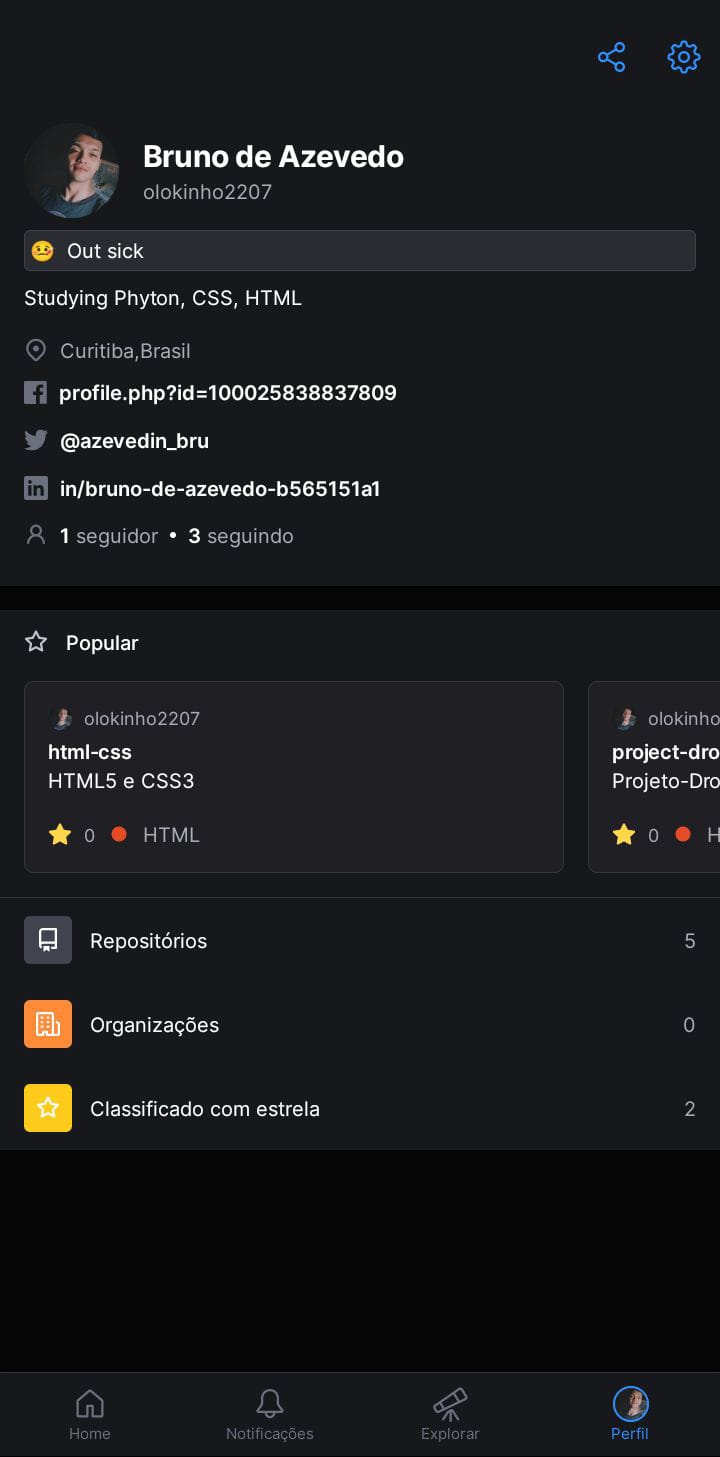 Bruno de Azevedo
olokinho2207
🤒 Out sick
Studying Phyton, CSS, HTML
Curitiba,Brasil
profile.php?id=100025838837809
@azevedin_bru
in/bruno-de-azevedo-b565151a1
1 seguidor • 3 seguindo
Popular
olokinho2207
html-css
HTML5 e CSS3
0 HTML
olokinho
project-dro
Projeto-Dro
0 H
Repositórios 5
Organizações 0
Classificado com estrela 2
Home
Notificações
Explorar
Perfil